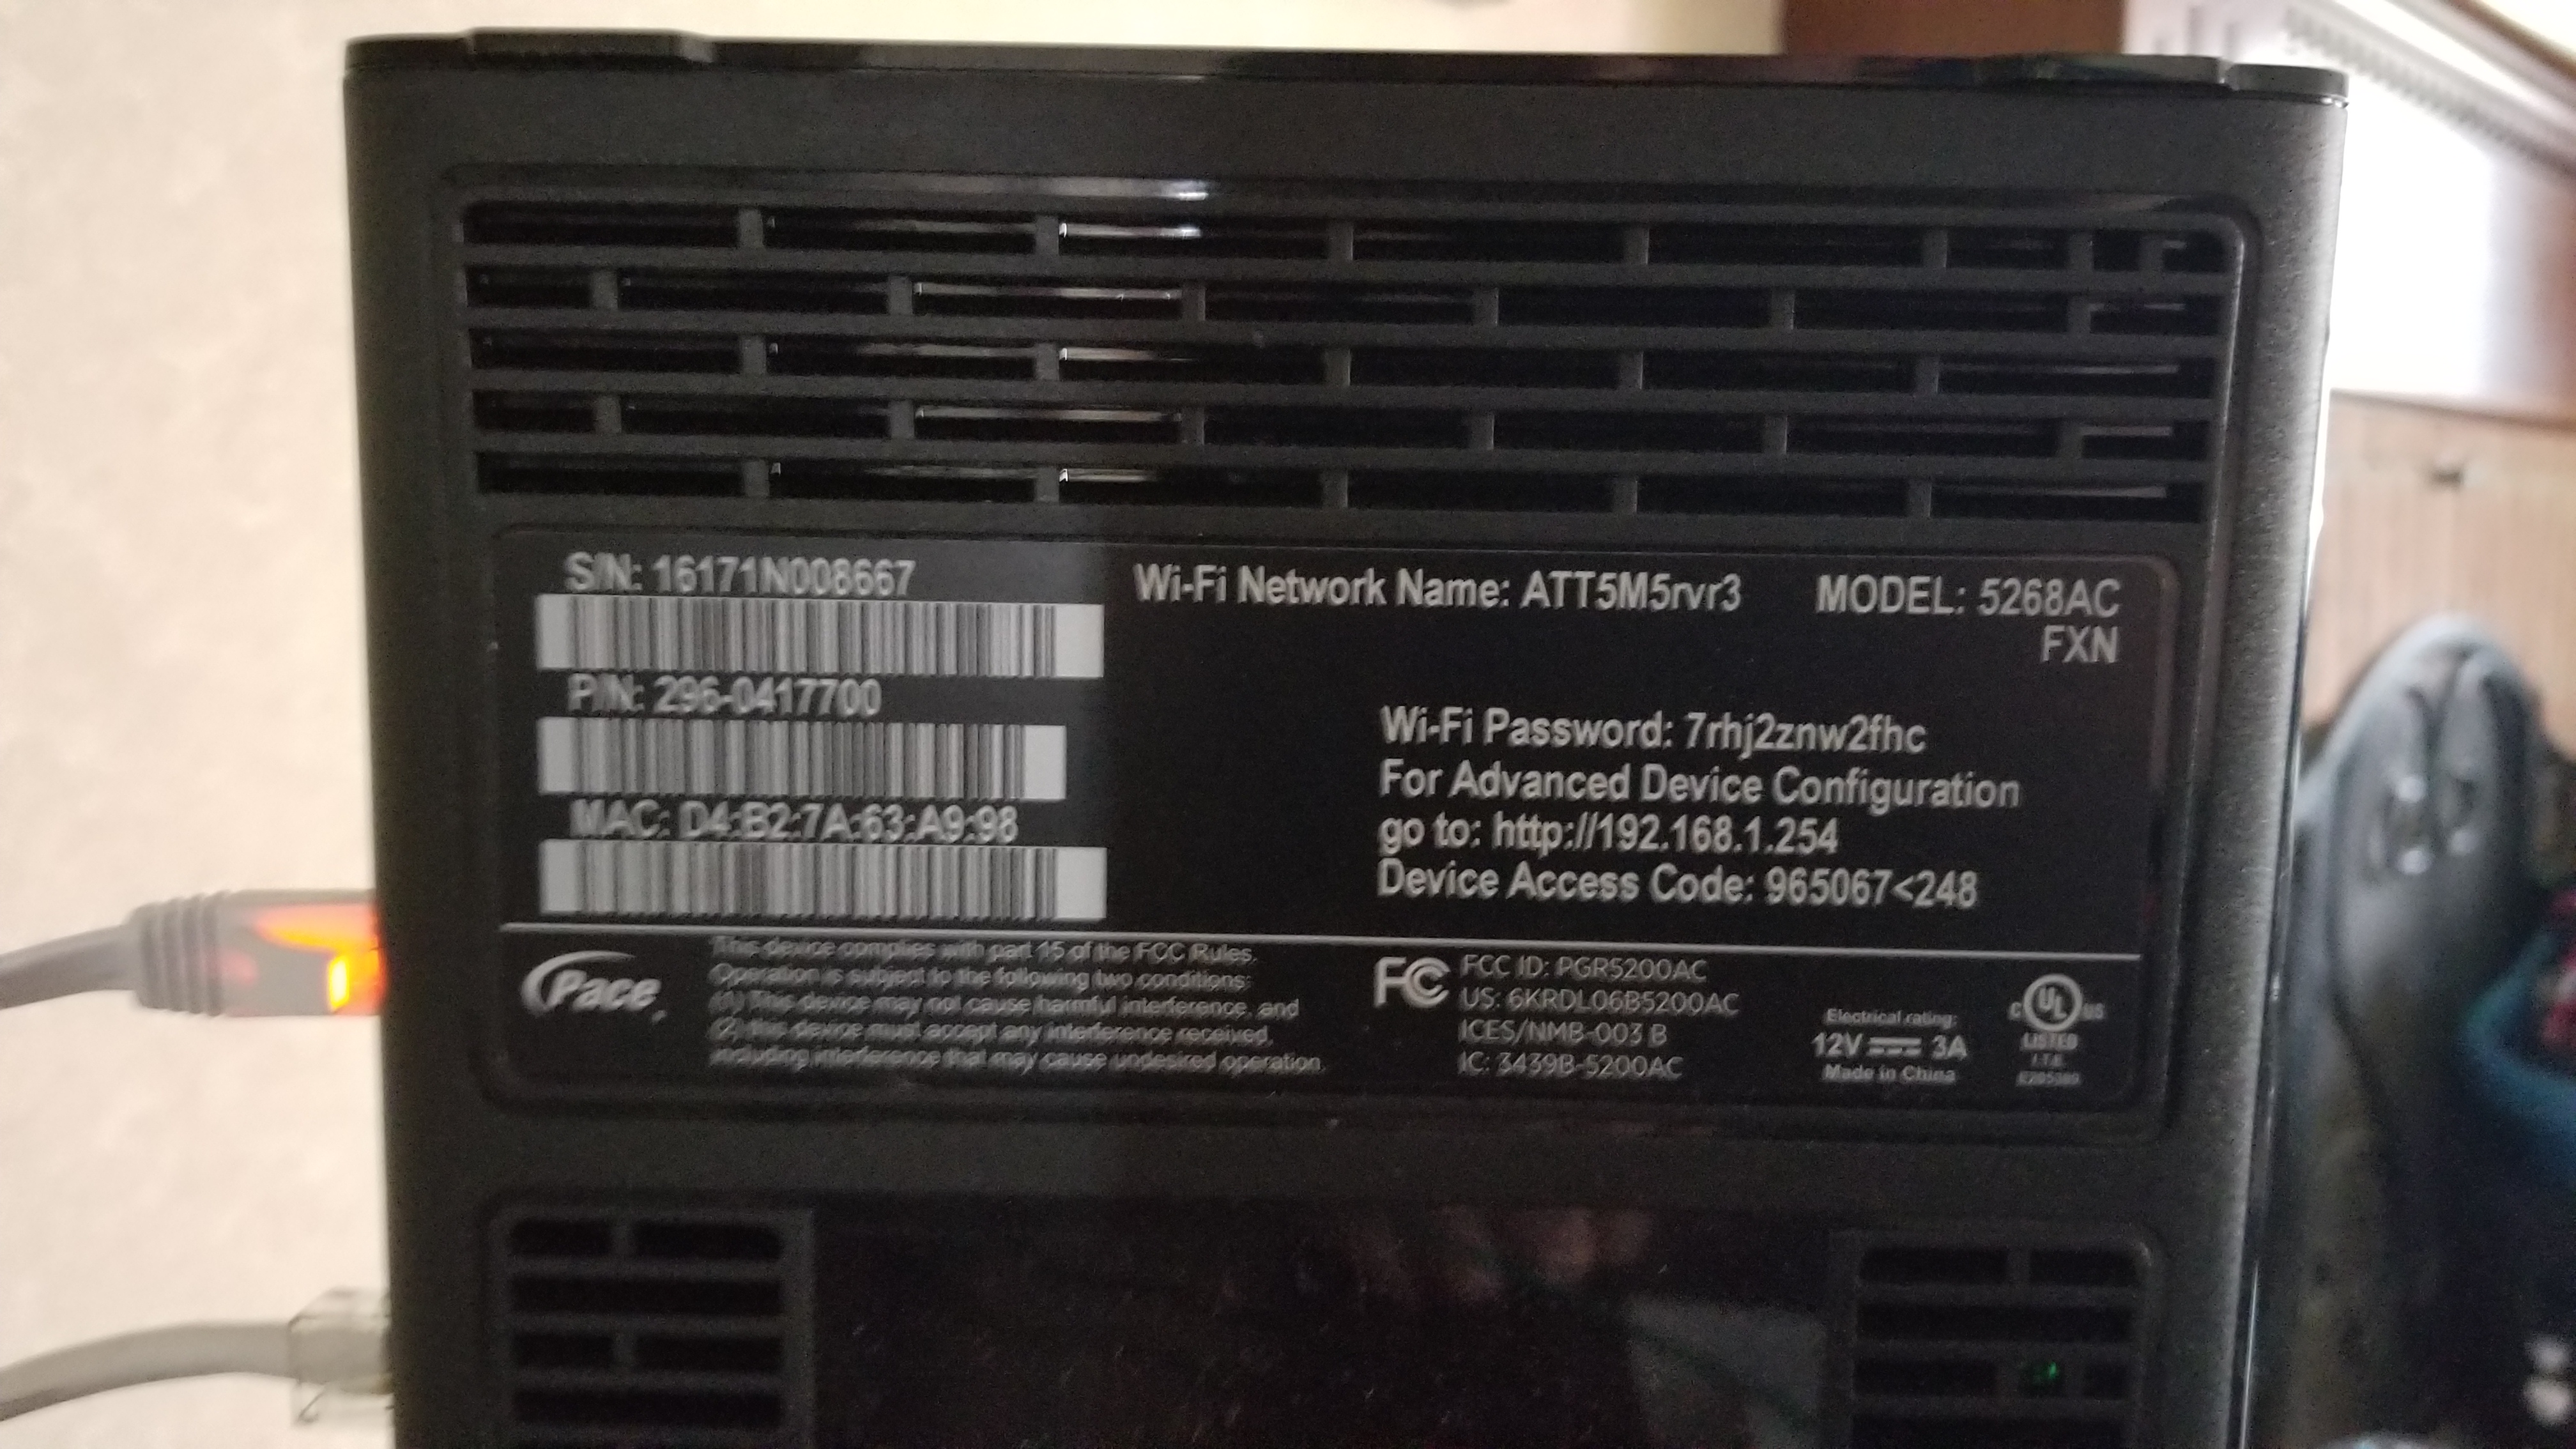 S/N: 16171N008667
P/N: 296-0417700
MAC: D4:B2:7A:63:A9:98
Wi-Fi Network Name: ATT5M5rvr3
MODEL: 5268AC
FXN
Wi-Fi Password: 7rhj2znw2fhc
For Advanced Device Configuration
go to: http://192.168.1.254
Device Access Code: 965067<248
Pace
This device complies with part 15 of the FCC Rules.
Operation is subject to the following two conditions:
(1) This device may not cause harmful interference, and
(2) this device must accept any interference received,
including interference that may cause undesired operation.
FC
FCC ID: PGR5200AC
US: 6KRDL06B5200AC
ICES/NMB-003 B
IC: 3439B-5200AC
Electrical rating:
12V 3A
Made in China
C UL US
LISTED
I.T.E.